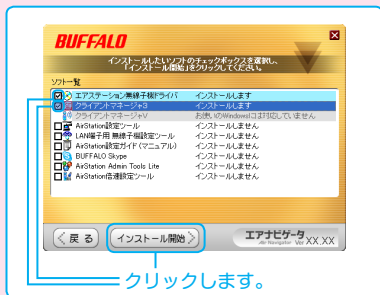 BUFFALO
インストールしたいソフトのチェックボックスを選択し、
「インストール開始」をクリックしてください。
ソフト一覧
エアステーション無線子機ドライバ インストールします
クライアントマネージャ3 インストールします
クライアントマネージャV お使いのWindowsには対応していません
AirStation設定ツール インストールしません
LAN端子用 無線子機設定ツール インストールしません
AirStation設定ガイド(マニュアル) インストールしません
BUFFALO Skype インストールしません
AirStation Admin Tools Lite インストールしません
AirStation倍速設定ツール インストールしません
戻る インストール開始 エアナビゲータ
Air Navigator Ver XX.XX
クリックします。